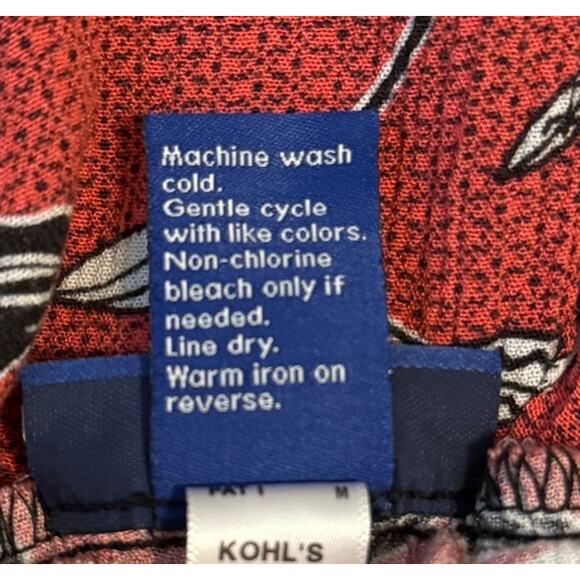 Machine wash
cold.
Gentle cycle
with like colors.
Non-chlorine
bleach only if
needed.
Line dry.
Warm iron on
reverse.
M
KOHL'S